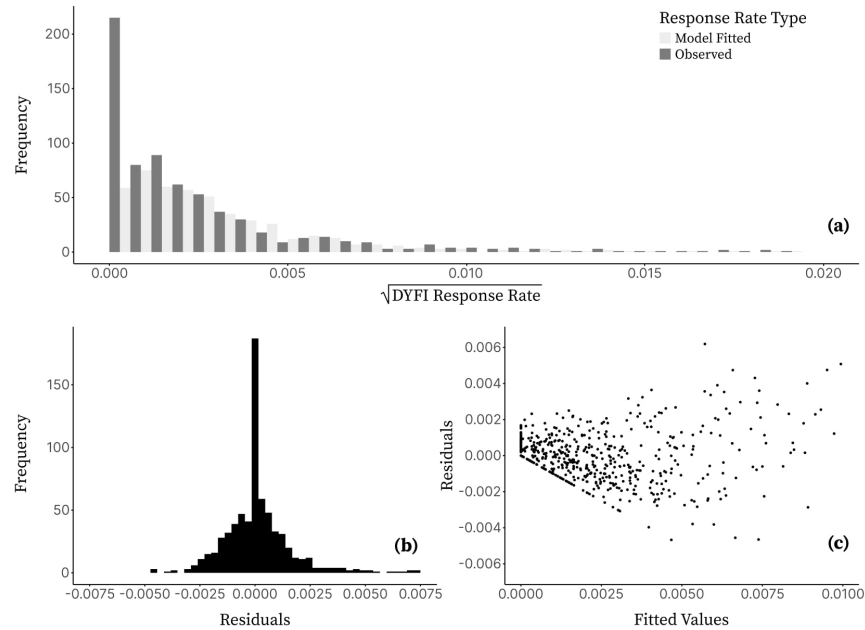 Response Rate Type
Model Fitted
Observed
Frequency
200
150
100
50
0
(a)
0.000 0.005 0.010 0.015 0.020
√DYFI Response Rate
Frequency
150
100
50
0
(b)
-0.0075 -0.0050 -0.0025 0.0000 0.0025 0.0050 0.0075
Residuals
Residuals
0.006
0.004
0.002
0.000
-0.002
-0.004
-0.006
(c)
0.0000 0.0025 0.0050 0.0075 0.0100
Fitted Values